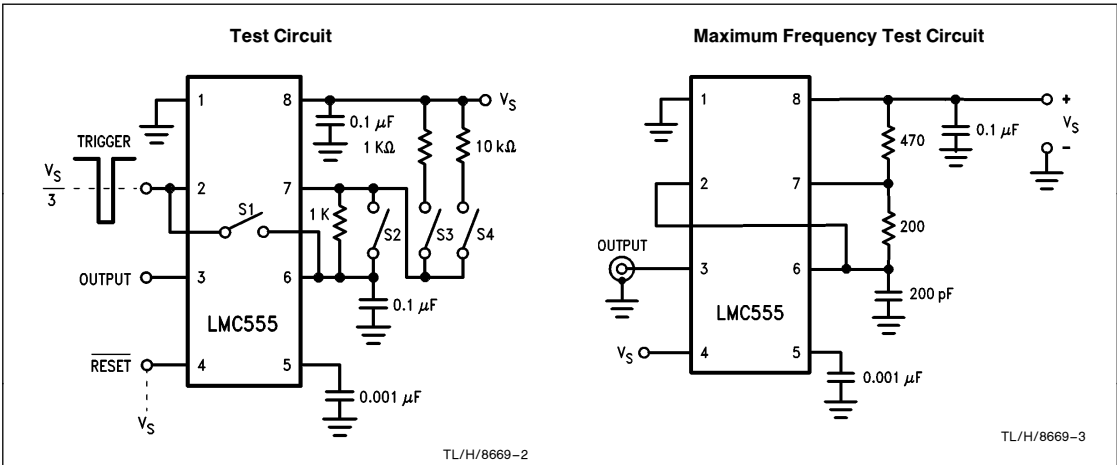 Test Circuit
1
8
V_S
0.1 μF
1 KΩ
10 kΩ
TRIGGER
V_S
3
2
7
S1
1 K
S2
S3
S4
OUTPUT
3
6
0.1 μF
LMC555
RESET
4
5
0.001 μF
V_S
TL/H/8669–2
Maximum Frequency Test Circuit
1
8
+
V_S
–
470
0.1 μF
2
7
200
OUTPUT
3
6
200 pF
LMC555
V_S
4
5
0.001 μF
TL/H/8669–3